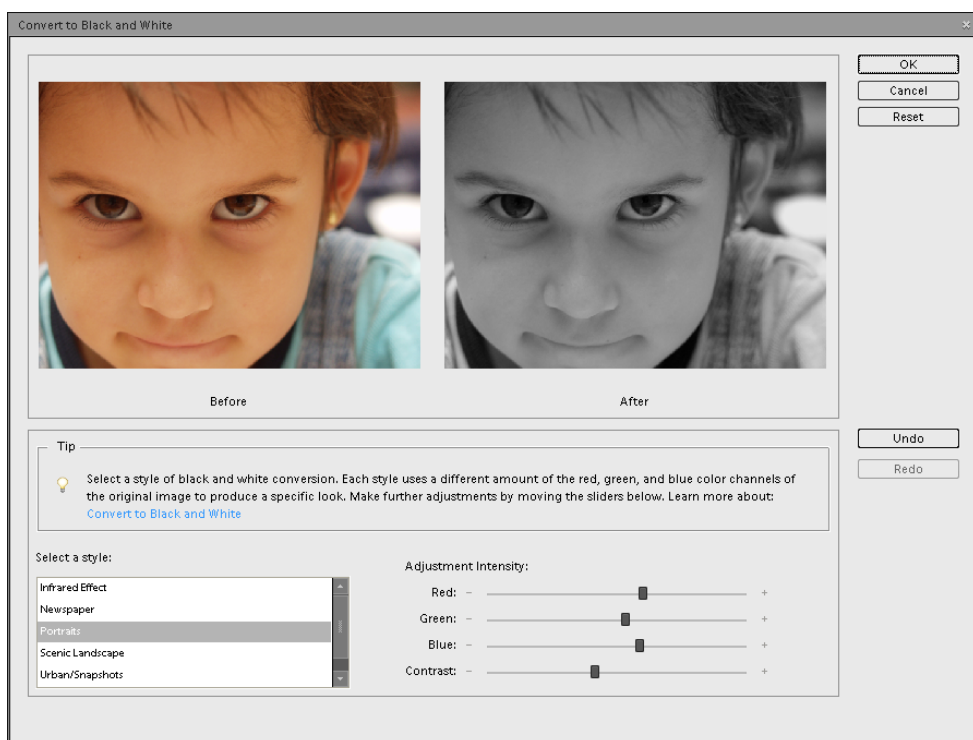 Convert to Black and White
OK
Cancel
Reset
Before
After
Tip
Select a style of black and white conversion. Each style uses a different amount of the red, green, and blue color channels of
the original image to produce a specific look. Make further adjustments by moving the sliders below. Learn more about:
Convert to Black and White
Undo
Redo
Select a style:
Infrared Effect
Newspaper
Portraits
Scenic Landscape
Urban/Snapshots
Adjustment Intensity:
Red: - +
Green: - +
Blue: - +
Contrast: - +